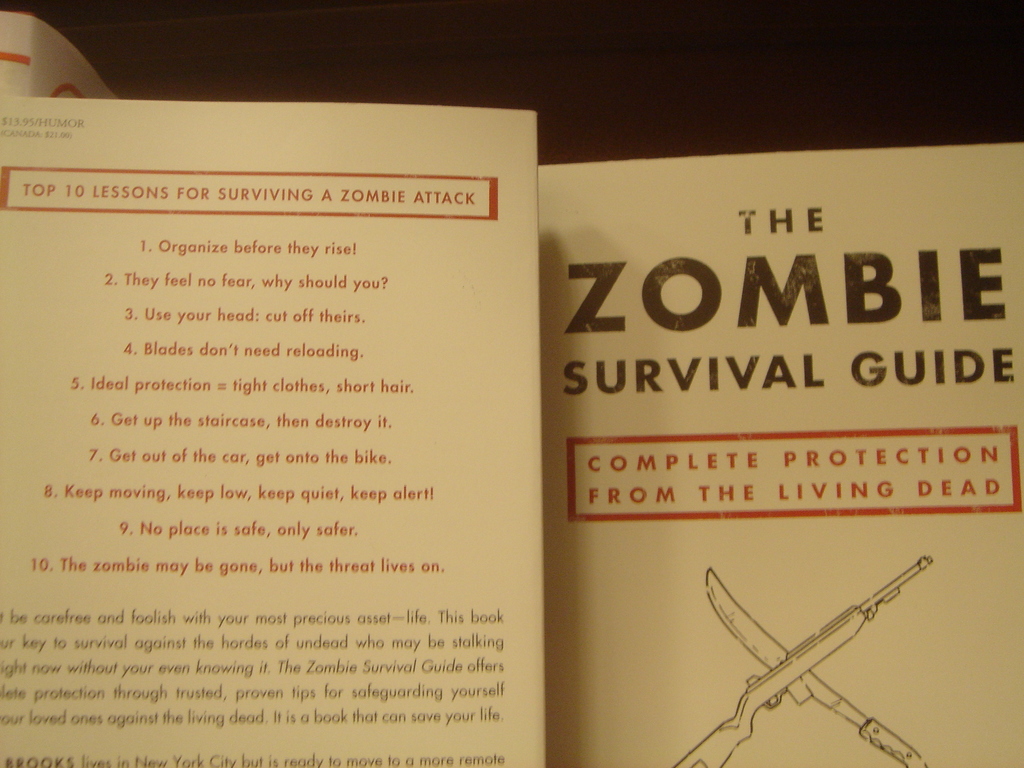 $13.95/HUMOR
(CANADA: $21.00)
TOP 10 LESSONS FOR SURVIVING A ZOMBIE ATTACK
1. Organize before they rise!
2. They feel no fear, why should you?
3. Use your head: cut off theirs.
4. Blades don't need reloading.
5. Ideal protection = tight clothes, short hair.
6. Get up the staircase, then destroy it.
7. Get out of the car, get onto the bike.
8. Keep moving, keep low, keep quiet, keep alert!
9. No place is safe, only safer.
10. The zombie may be gone, but the threat lives on.
t be carefree and foolish with your most precious asset—life. This book
ur key to survival against the hordes of undead who may be stalking
ight now without your even knowing it. The Zombie Survival Guide offers
lete protection through trusted, proven tips for safeguarding yourself
our loved ones against the living dead. It is a book that can save your life.
BROOKS lives in New York City but is ready to move to a more remote
THE
ZOMBIE
SURVIVAL GUIDE
COMPLETE PROTECTION
FROM THE LIVING DEAD